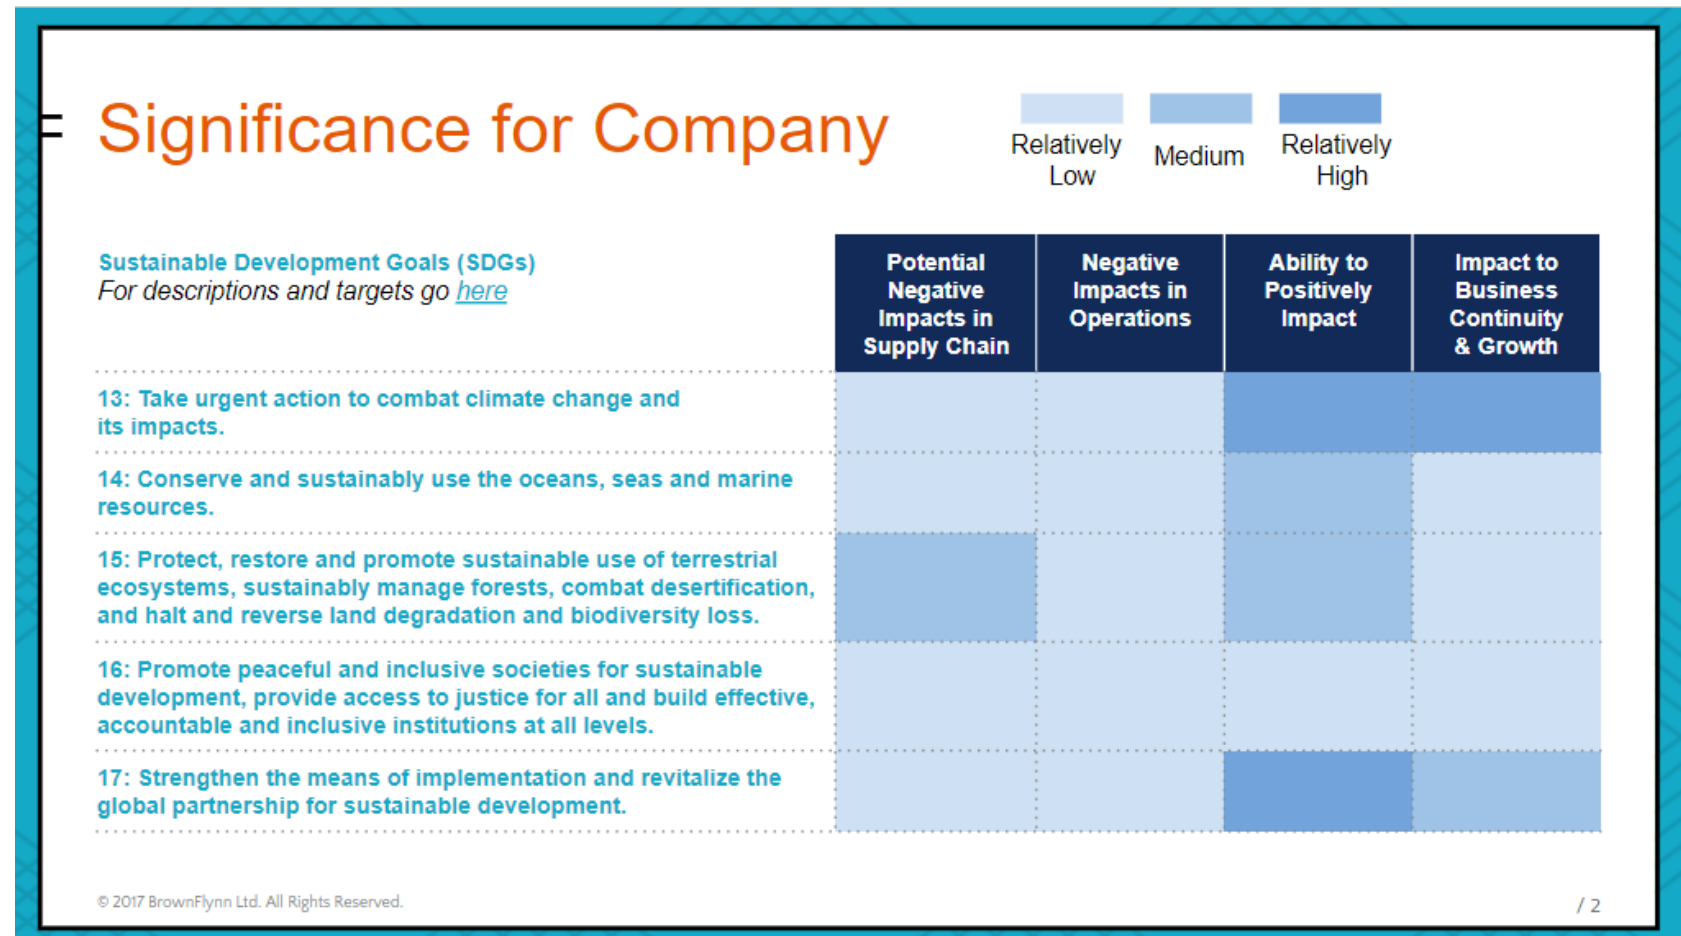 Significance for Company
Relatively
Low
Medium
Relatively
High
Sustainable Development Goals (SDGs)
For descriptions and targets go here
Potential
Negative
Impacts in
Supply Chain
Negative
Impacts in
Operations
Ability to
Positively
Impact
Impact to
Business
Continuity
& Growth
13: Take urgent action to combat climate change and
its impacts.
14: Conserve and sustainably use the oceans, seas and marine
resources.
15: Protect, restore and promote sustainable use of terrestrial
ecosystems, sustainably manage forests, combat desertification,
and halt and reverse land degradation and biodiversity loss.
16: Promote peaceful and inclusive societies for sustainable
development, provide access to justice for all and build effective,
accountable and inclusive institutions at all levels.
17: Strengthen the means of implementation and revitalize the
global partnership for sustainable development.
© 2017 BrownFlynn Ltd. All Rights Reserved.
/ 2